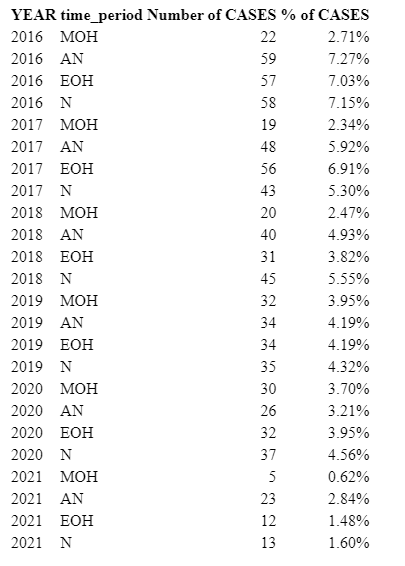 YEAR time_period Number of CASES % of CASES
2016 MOH 22 2.71%
2016 AN 59 7.27%
2016 EOH 57 7.03%
2016 N 58 7.15%
2017 MOH 19 2.34%
2017 AN 48 5.92%
2017 EOH 56 6.91%
2017 N 43 5.30%
2018 MOH 20 2.47%
2018 AN 40 4.93%
2018 EOH 31 3.82%
2018 N 45 5.55%
2019 MOH 32 3.95%
2019 AN 34 4.19%
2019 EOH 34 4.19%
2019 N 35 4.32%
2020 MOH 30 3.70%
2020 AN 26 3.21%
2020 EOH 32 3.95%
2020 N 37 4.56%
2021 MOH 5 0.62%
2021 AN 23 2.84%
2021 EOH 12 1.48%
2021 N 13 1.60%